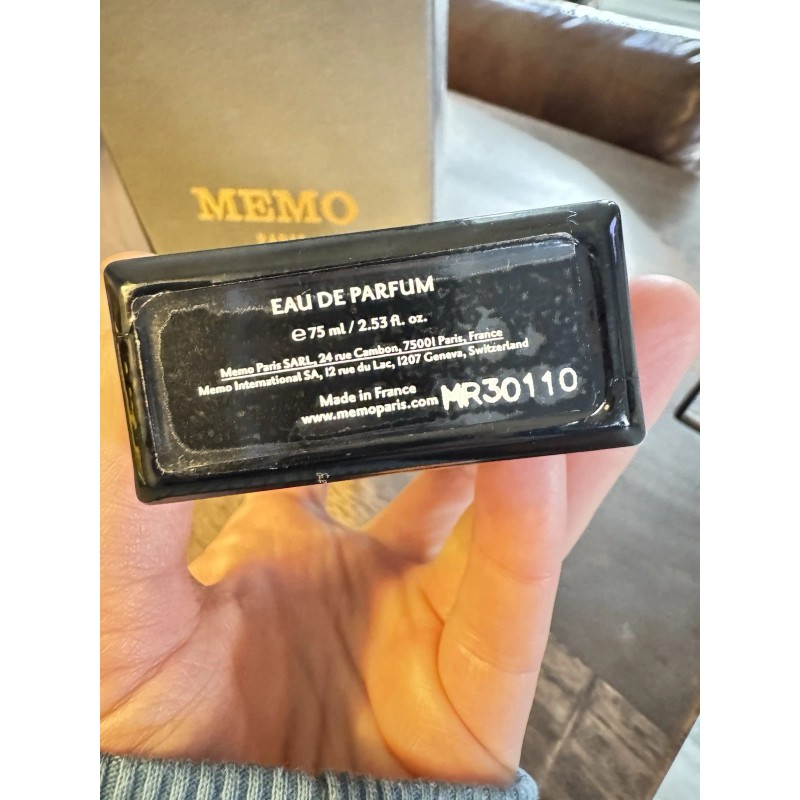 MEMO
PARIS
EAU DE PARFUM
℮75 ml / 2.53 fl. oz.
Memo Paris SARL, 24 rue Cambon, 75001 Paris, France
Memo International SA, 12 rue du Lac, 1207 Geneva, Switzerland
Made in France
www.memoparis.com MR30110